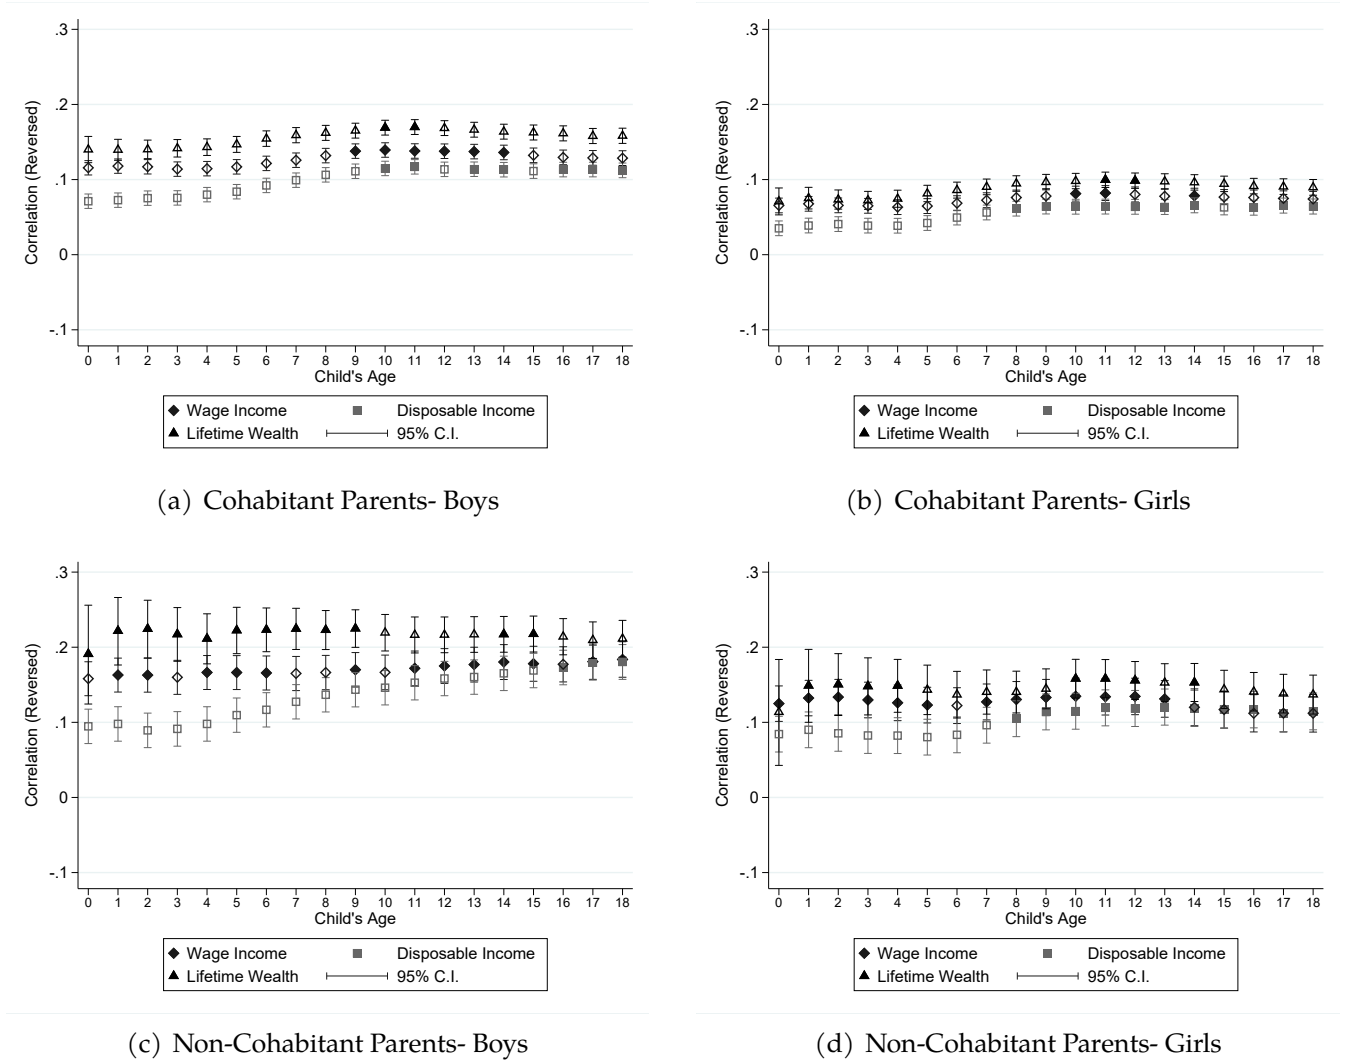 .3
.2
.1
0
-.1
Correlation (Reversed)
0 1 2 3 4 5 6 7 8 9 10 11 12 13 14 15 16 17 18
Child's Age
Wage Income Disposable Income
Lifetime Wealth 95% C.I.
(a) Cohabitant Parents- Boys
.3
.2
.1
0
-.1
Correlation (Reversed)
0 1 2 3 4 5 6 7 8 9 10 11 12 13 14 15 16 17 18
Child's Age
Wage Income Disposable Income
Lifetime Wealth 95% C.I.
(b) Cohabitant Parents- Girls
.3
.2
.1
0
-.1
Correlation (Reversed)
0 1 2 3 4 5 6 7 8 9 10 11 12 13 14 15 16 17 18
Child's Age
Wage Income Disposable Income
Lifetime Wealth 95% C.I.
(c) Non-Cohabitant Parents- Boys
.3
.2
.1
0
-.1
Correlation (Reversed)
0 1 2 3 4 5 6 7 8 9 10 11 12 13 14 15 16 17 18
Child's Age
Wage Income Disposable Income
Lifetime Wealth 95% C.I.
(d) Non-Cohabitant Parents- Girls